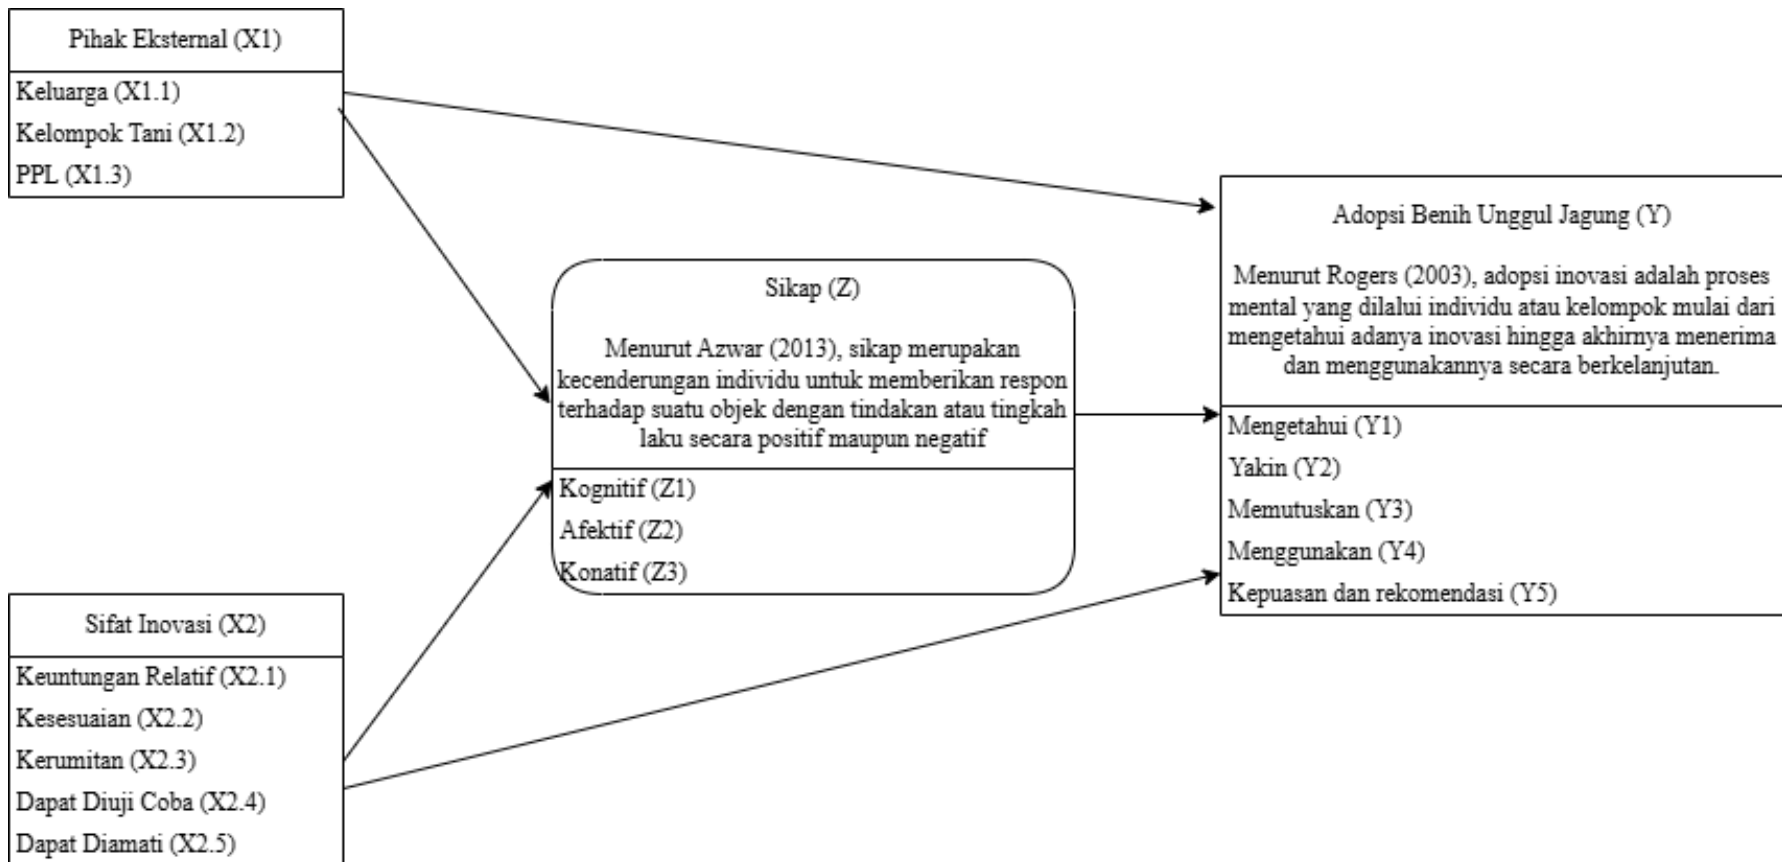 Pihak Eksternal (X1)
Keluarga (X1.1)
Kelompok Tani (X1.2)
PPL (X1.3)
Sikap (Z)
Menurut Azwar (2013), sikap merupakan
kecenderungan individu untuk memberikan respon
terhadap suatu objek dengan tindakan atau tingkah
laku secara positif maupun negatif
Kognitif (Z1)
Afektif (Z2)
Konatif (Z3)
Sifat Inovasi (X2)
Keuntungan Relatif (X2.1)
Kesesuaian (X2.2)
Kerumitan (X2.3)
Dapat Diuji Coba (X2.4)
Dapat Diamati (X2.5)
Adopsi Benih Unggul Jagung (Y)
Menurut Rogers (2003), adopsi inovasi adalah proses
mental yang dilalui individu atau kelompok mulai dari
mengetahui adanya inovasi hingga akhirnya menerima
dan menggunakannya secara berkelanjutan.
Mengetahui (Y1)
Yakin (Y2)
Memutuskan (Y3)
Menggunakan (Y4)
Kepuasan dan rekomendasi (Y5)